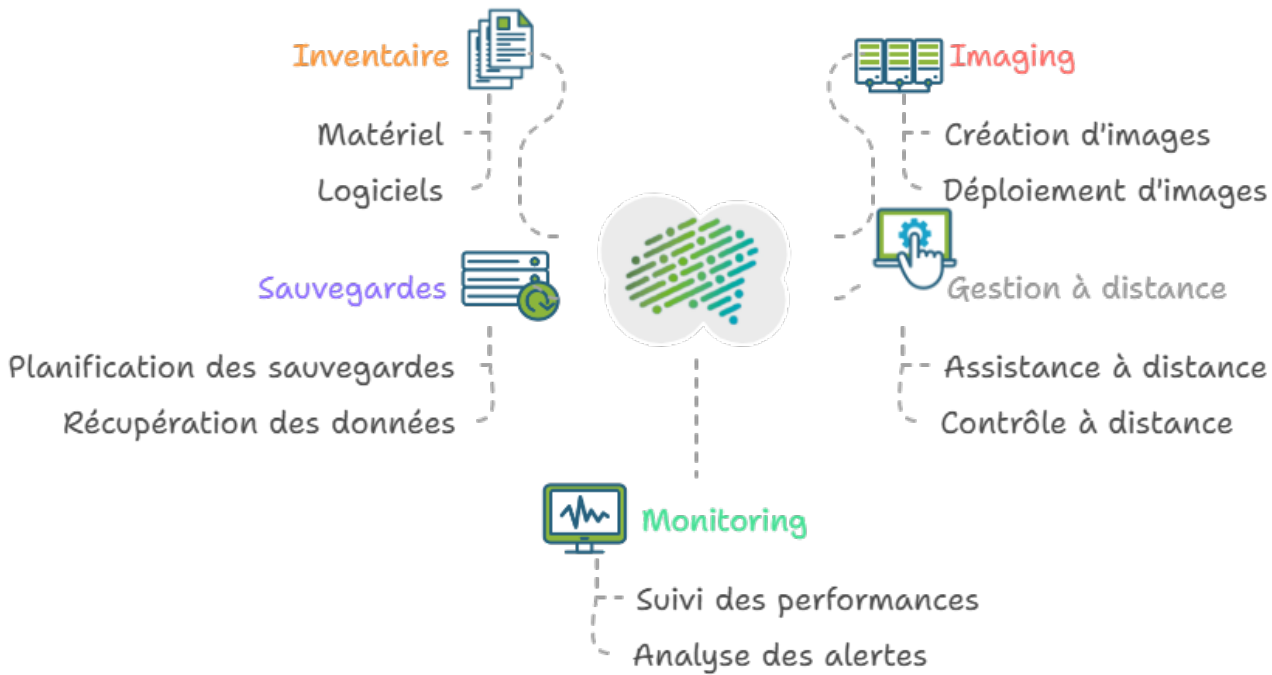 Inventaire
Matériel
Logiciels
Imaging
Création d'images
Déploiement d'images
Sauvegardes
Planification des sauvegardes
Récupération des données
Gestion à distance
Assistance à distance
Contrôle à distance
Monitoring
Suivi des performances
Analyse des alertes